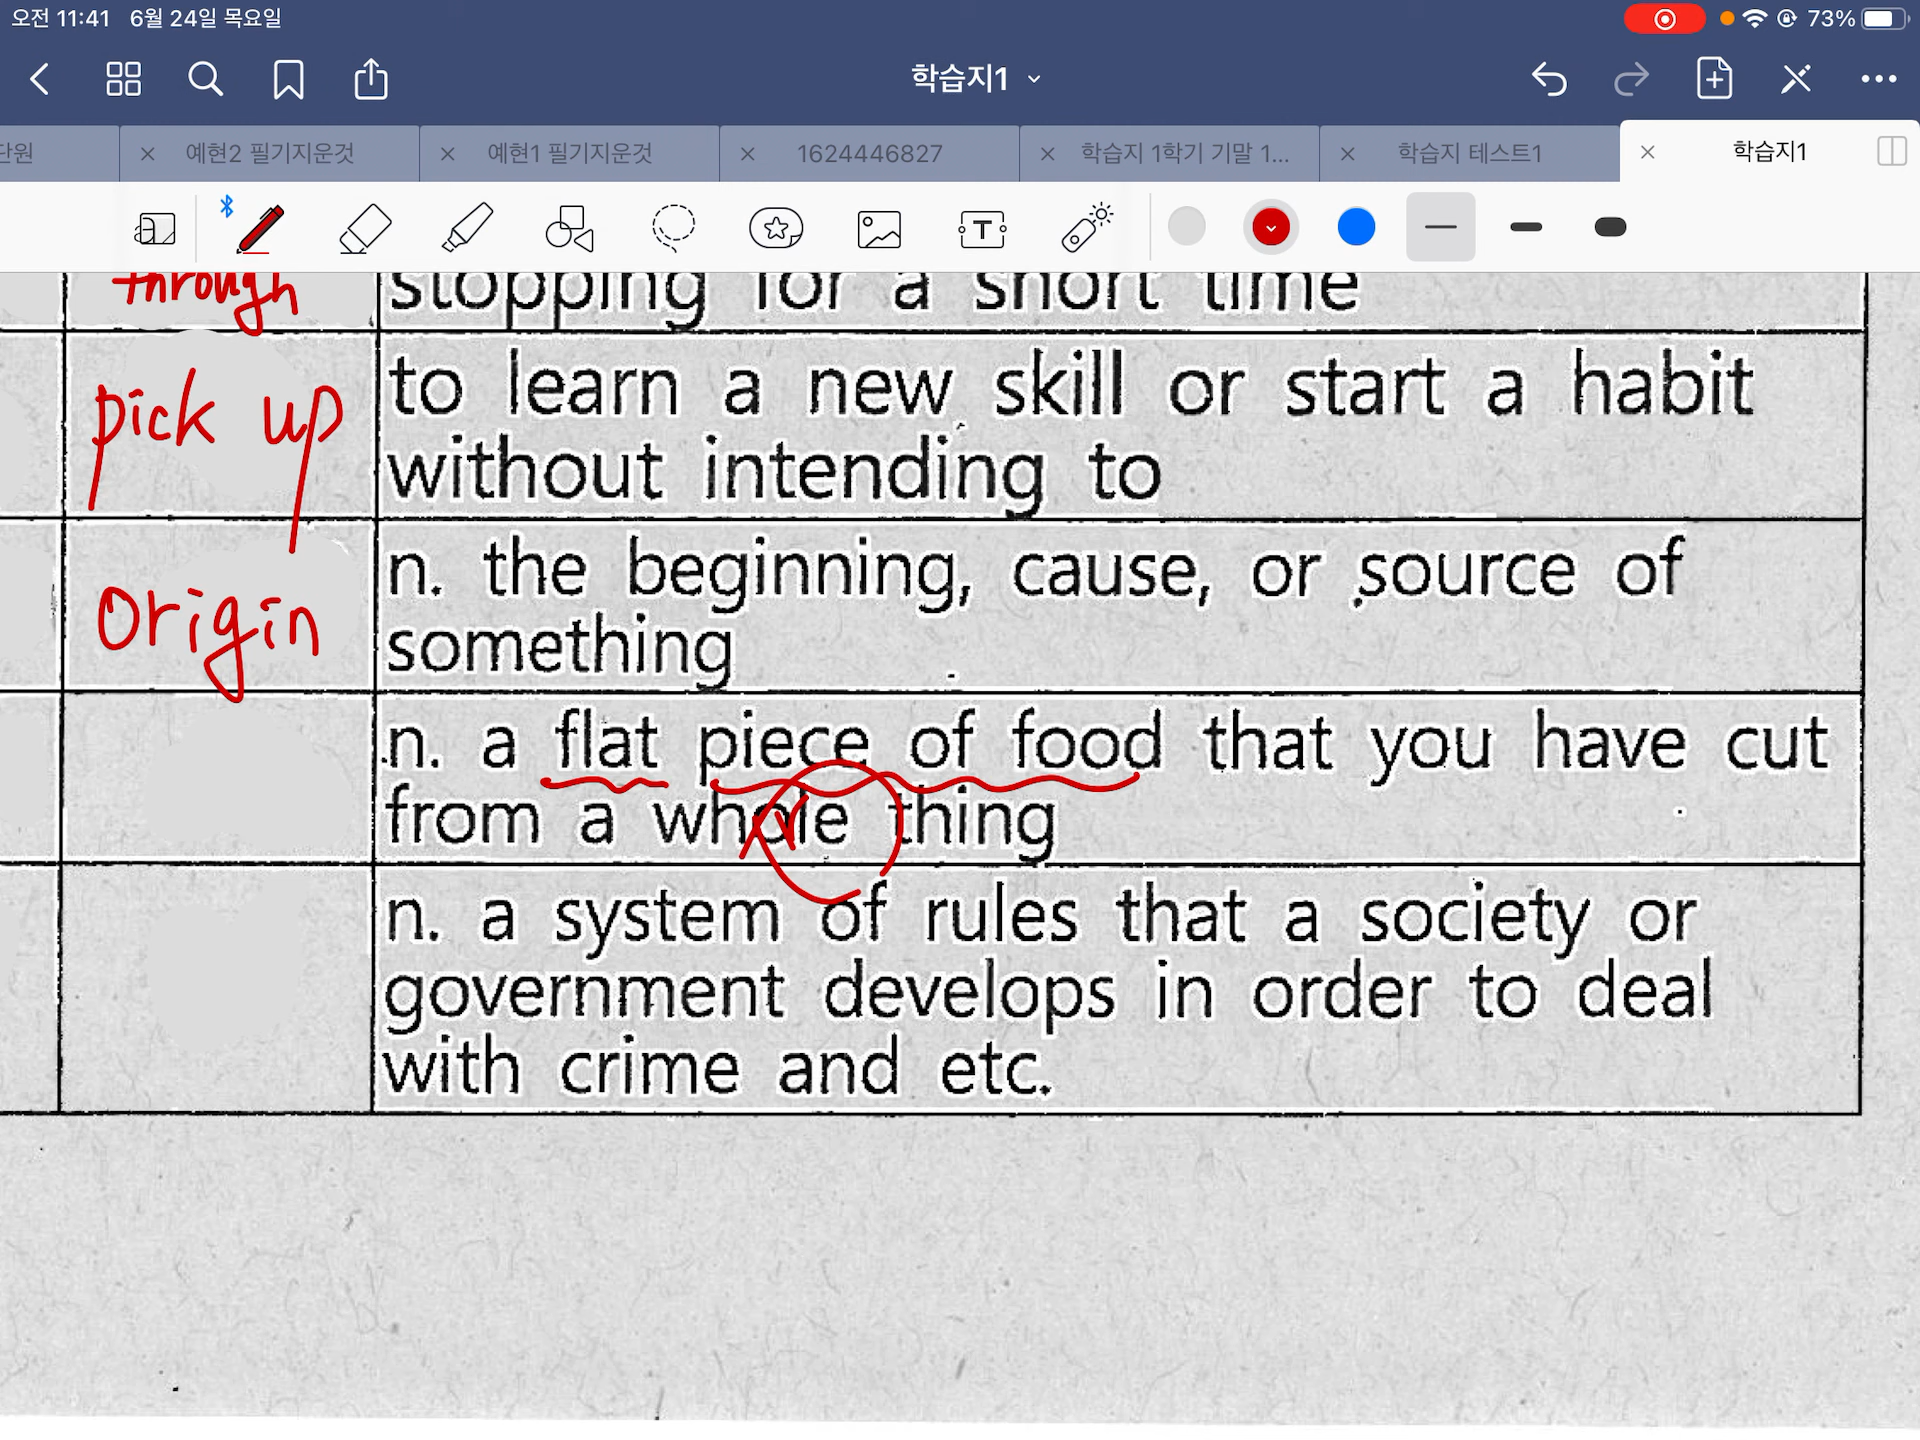 오전 11:41 6월 24일 목요일
73%
학습지1
단원
예현2 필기지운것
예현1 필기지운것
1624446827
학습지 1학기 기말 1...
학습지 테스트1
학습지1
through
stopping for a short time
pick up
to learn a new skill or start a habit
without intending to
origin
n. the beginning, cause, or source of
something
n. a flat piece of food that you have cut
from a whole thing
n. a system of rules that a society or
government develops in order to deal
with crime and etc.